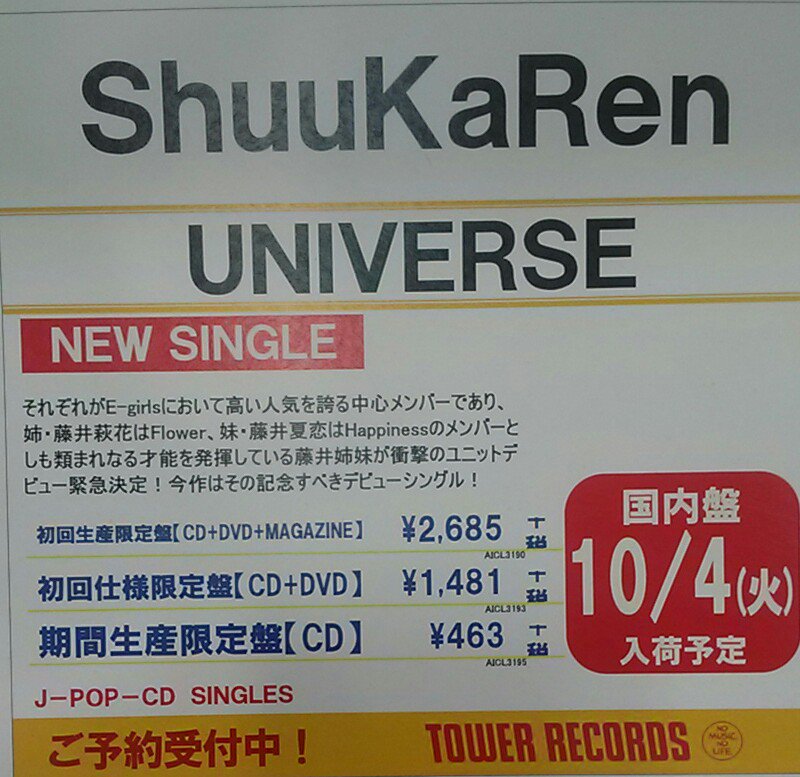 ShuuKaRen
UNIVERSE
NEW SINGLE
それぞれがE-girlsにおいて高い人気を誇る中心メンバーであり、
姉・藤井萩花はFlower、妹・藤井夏恋はHappinessのメンバーと
しも類まれなる才能を発揮している藤井姉妹が衝撃のユニットデ
ビュー緊急決定！今作はその記念すべきデビューシングル！
初回生産限定盤【CD+DVD+MAGAZINE】 ¥2,685 +税
AICL3190
初回仕様限定盤【CD+DVD】 ¥1,481 +税
AICL3193
期間生産限定盤【CD】 ¥463 +税
AICL3195
国内盤
10/4(火)
入荷予定
J-POP-CD SINGLES
ご予約受付中！ TOWER RECORDS
NO
MUSIC,
NO
LIFE.